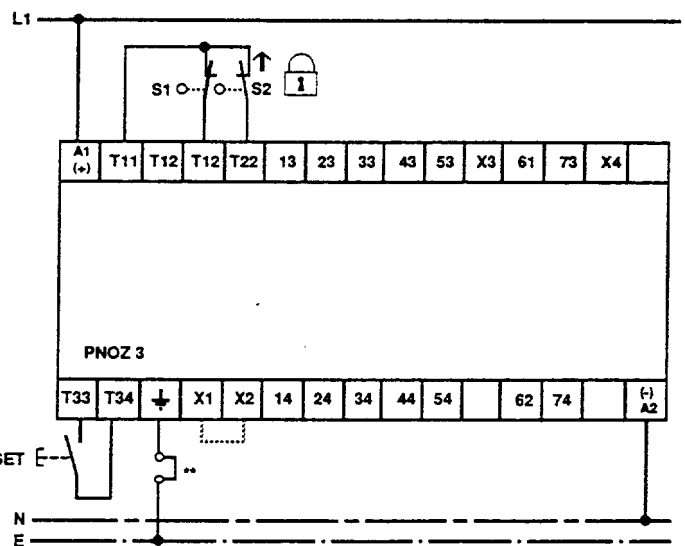 L1
S1 S2
A1 (+) T11 T12 T12 T22 13 23 33 43 53 X3 61 73 X4
PNOZ 3
T33 T34 X1 X2 14 24 34 44 54 62 74 (-) A2
SET
**
N
E